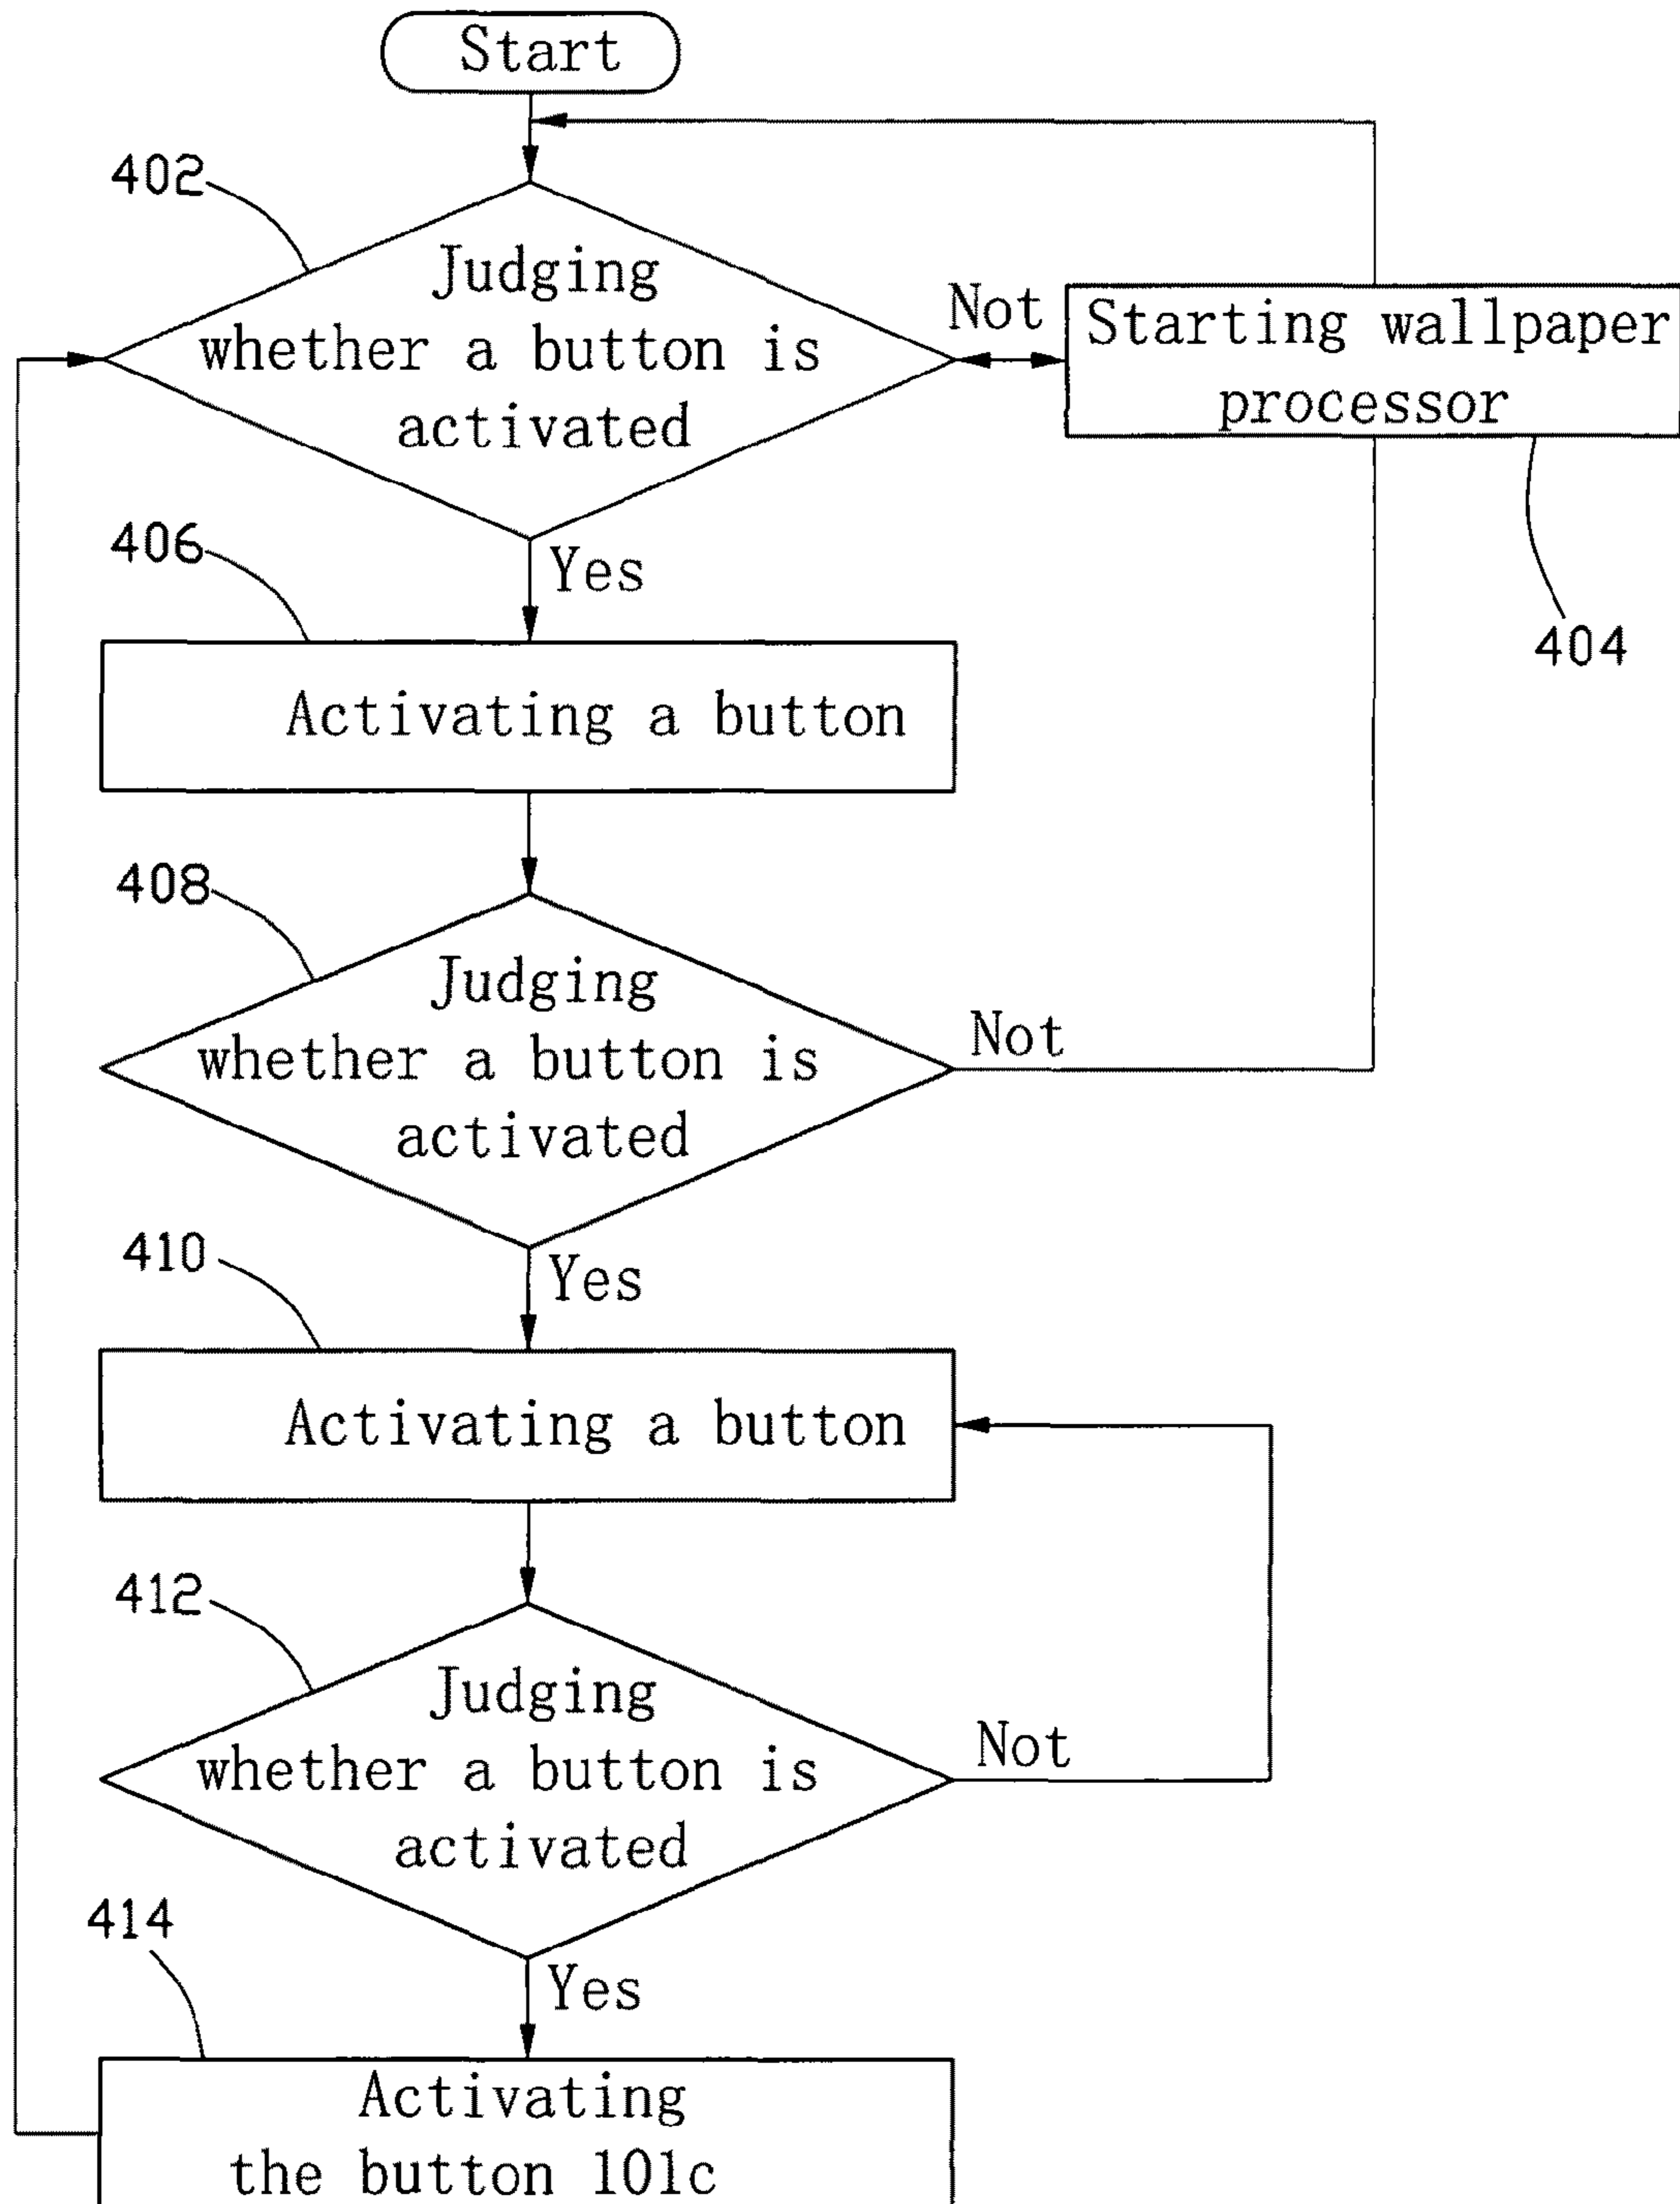 Start
402
Judging
whether a button is
activated
Not
Starting wallpaper
processor
404
Yes
406
Activating a button
408
Judging
whether a button is
activated
Not
Yes
410
Activating a button
412
Judging
whether a button is
activated
Not
Yes
414
Activating
the button 101c